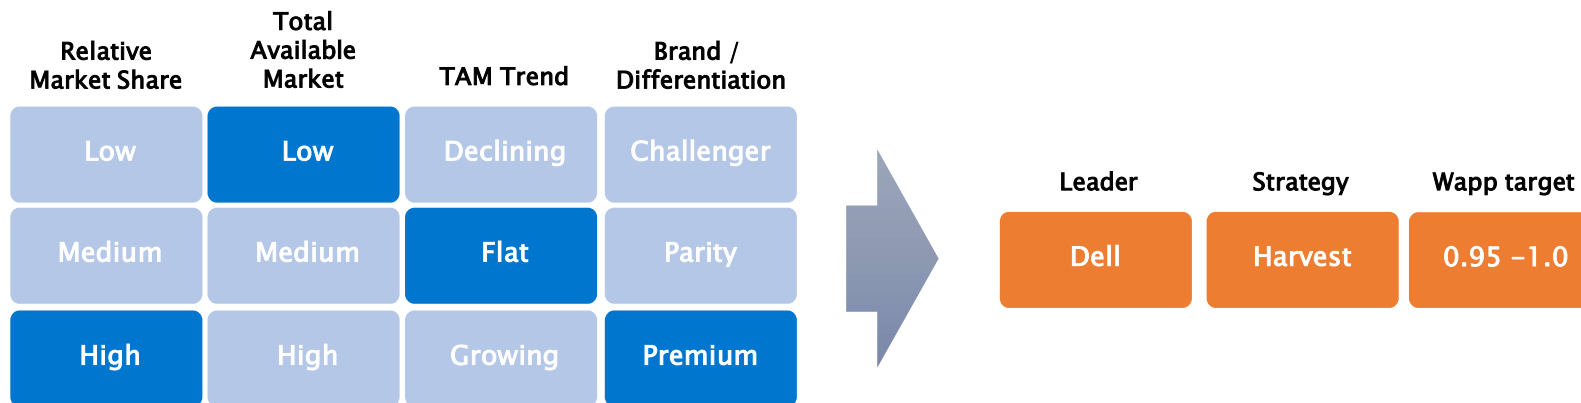 Relative
Market Share
Total
Available
Market
TAM Trend
Brand /
Differentiation
Low
Low
Declining
Challenger
Medium
Medium
Flat
Parity
High
High
Growing
Premium
Leader
Strategy
Wapp target
Dell
Harvest
0.95 -1.0